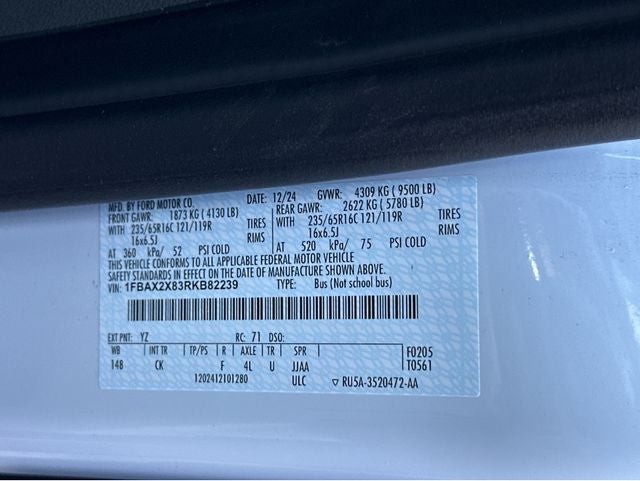 MFD. BY FORD MOTOR CO. DATE: 12/24 GVWR: 4309 KG ( 9500 LB)
FRONT GAWR: 1873 KG ( 4130 LB) REAR GAWR: 2622 KG ( 5780 LB)
WITH 235/65R16C 121/119R TIRES WITH 235/65R16C 121/119R TIRES
16x6.5J RIMS 16x6.5J RIMS
AT 360 kPa/ 52 PSI COLD AT 520 kPa/ 75 PSI COLD
THIS VEHICLE CONFORMS TO ALL APPLICABLE FEDERAL MOTOR VEHICLE
SAFETY STANDARDS IN EFFECT ON THE DATE OF MANUFACTURE SHOWN ABOVE.
VIN: 1FBAX2X83RKB82239 TYPE: Bus (Not school bus)
EXT PNT: YZ RC: 71 DSO:
WB INT TR TP/PS R AXLE TR SPR F0205
148 CK F 4L U JJAA T0561
1202412101280 ULC ▽ RU5A-3520472-AA